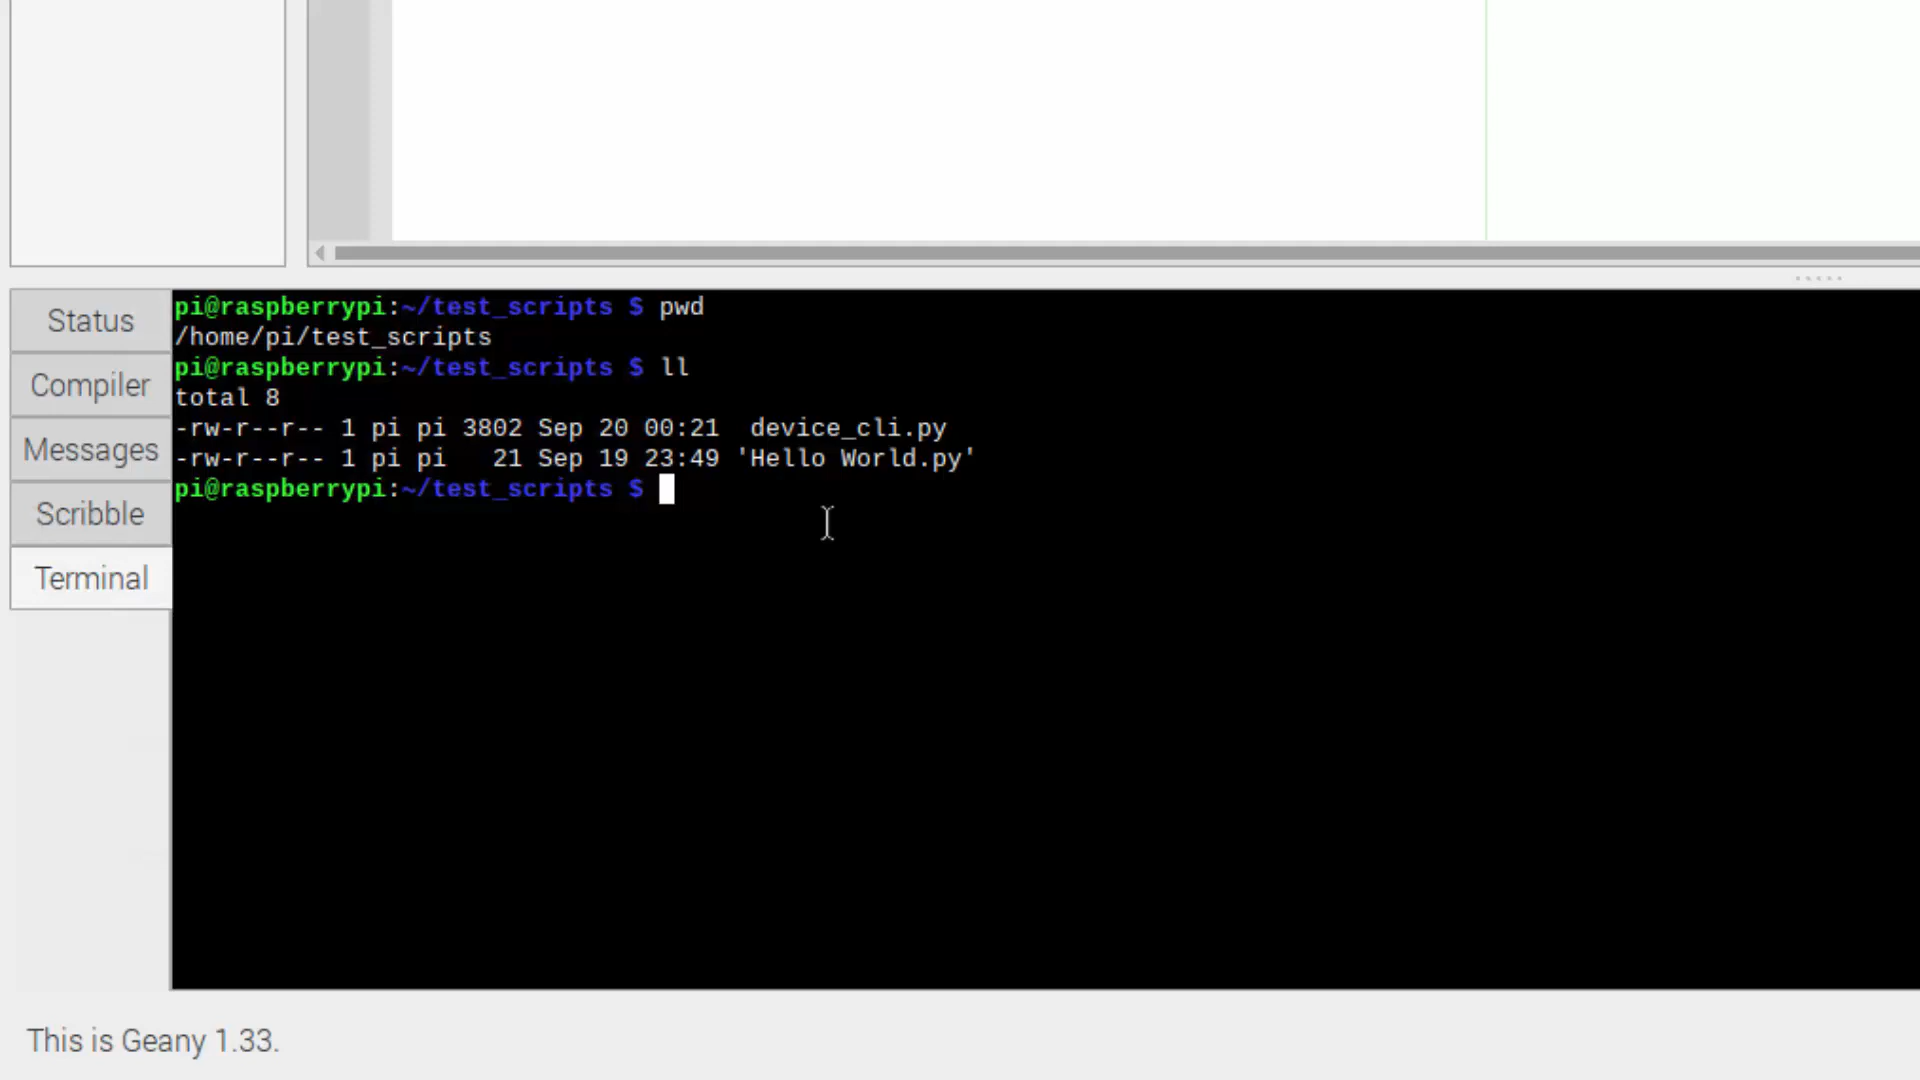 Status
Compiler
Messages
Scribble
Terminal
pi@raspberrypi:~/test_scripts $ pwd
/home/pi/test_scripts
pi@raspberrypi:~/test_scripts $ ll
total 8
-rw-r--r-- 1 pi pi 3802 Sep 20 00:21  device_cli.py
-rw-r--r-- 1 pi pi   21 Sep 19 23:49 'Hello World.py'
pi@raspberrypi:~/test_scripts $
This is Geany 1.33.